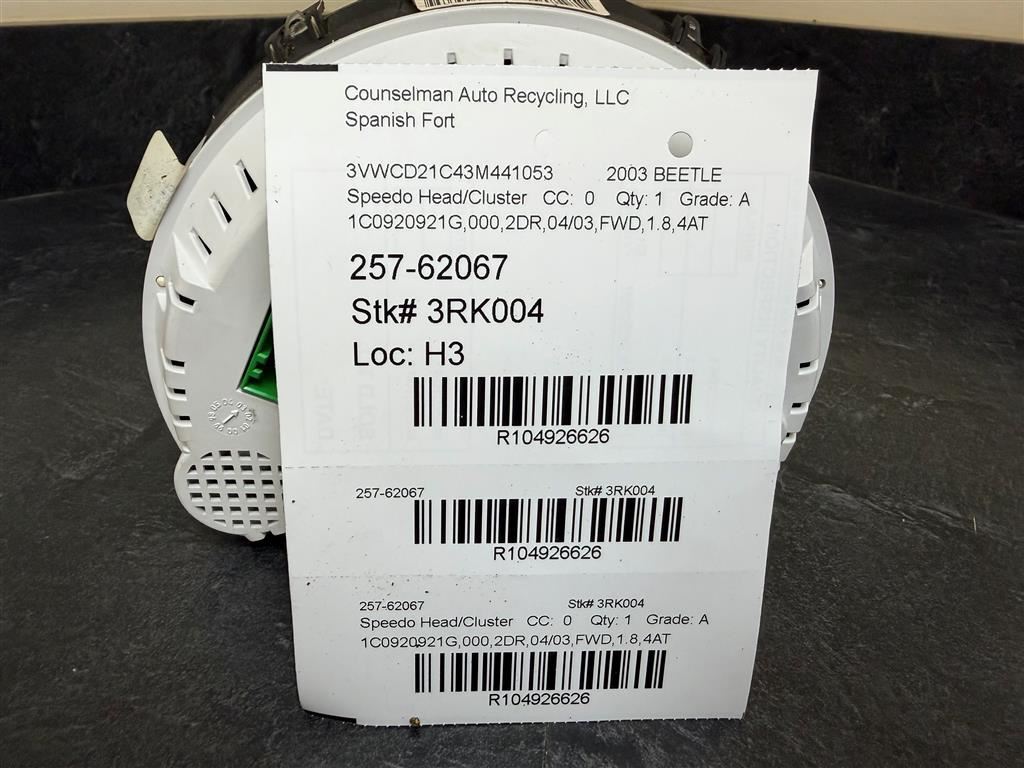 Counselman Auto Recycling, LLC
Spanish Fort
3VWCD21C43M441053 2003 BEETLE
Speedo Head/Cluster CC: 0 Qty: 1 Grade: A
1C0920921G,000,2DR,04/03,FWD,1.8,4AT
257-62067
Stk# 3RK004
Loc: H3
R104926626
257-62067 Stk# 3RK004
R104926626
257-62067 Stk# 3RK004
Speedo Head/Cluster CC: 0 Qty: 1 Grade: A
1C0920921G,000,2DR,04/03,FWD,1.8,4AT
R104926626